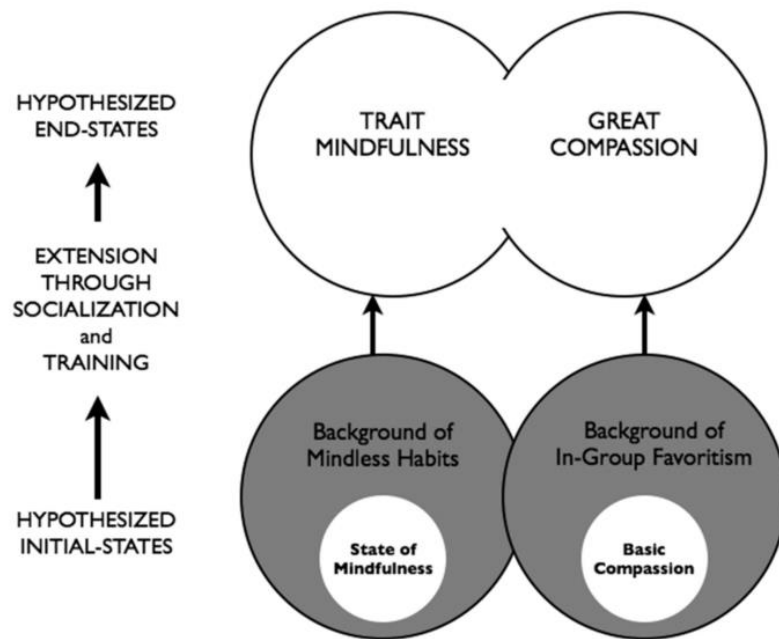 HYPOTHESIZED
END-STATES
EXTENSION
THROUGH
SOCIALIZATION
and
TRAINING
HYPOTHESIZED
INITIAL-STATES
TRAIT
MINDFULNESS
GREAT
COMPASSION
Background of
Mindless Habits
State of
Mindfulness
Background of
In-Group Favoritism
Basic
Compassion